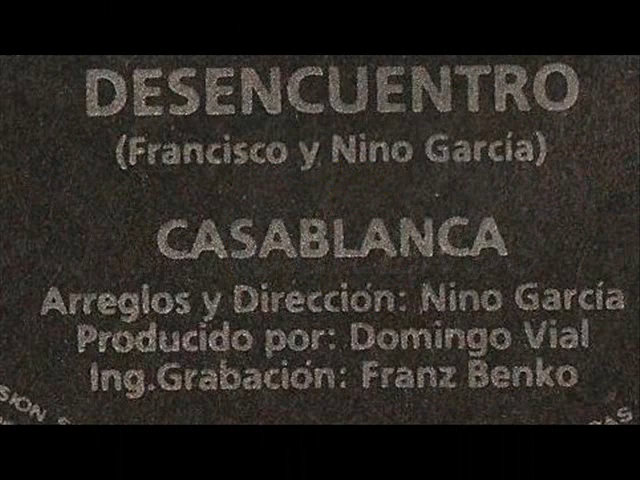 DESENCUENTRO
(Francisco y Nino García)
CASABLANCA
Arreglos y Dirección: Nino García
Producido por: Domingo Vial
Ing.Grabación: Franz Benko